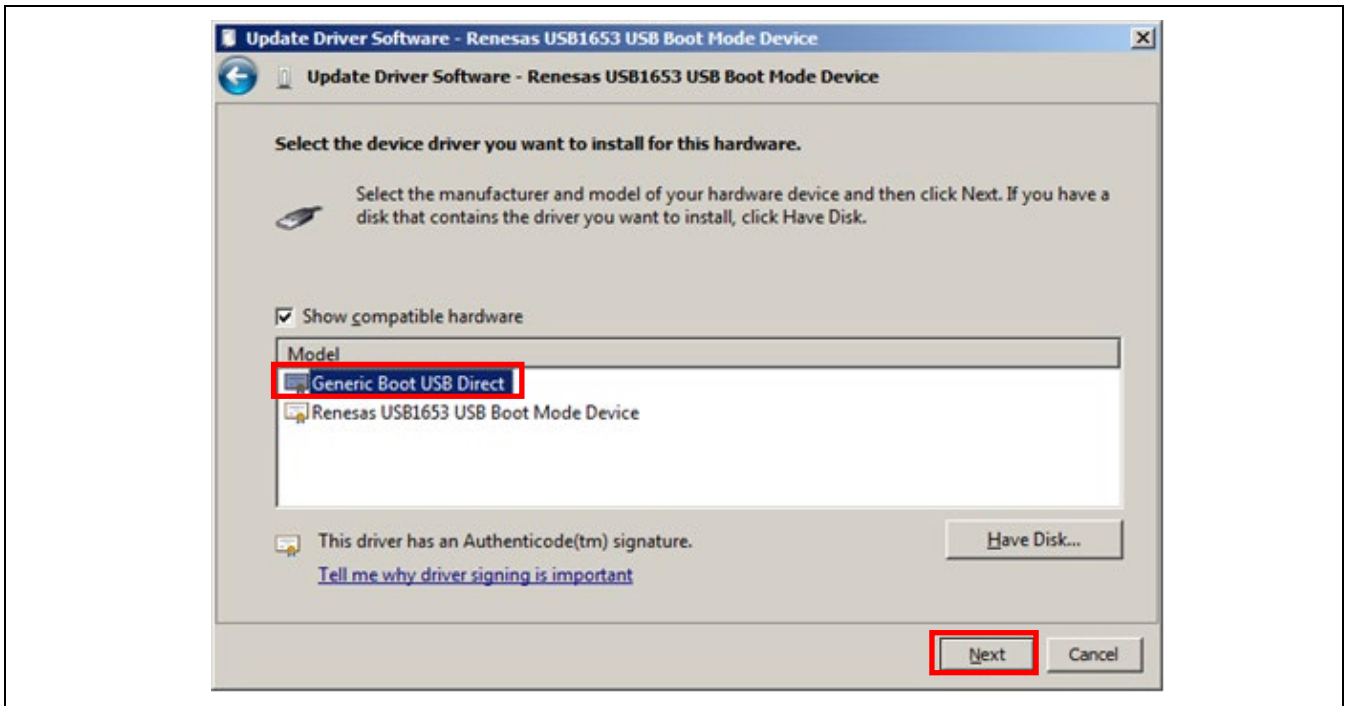 Update Driver Software - Renesas USB1653 USB Boot Mode Device
Update Driver Software - Renesas USB1653 USB Boot Mode Device
Select the device driver you want to install for this hardware.
Select the manufacturer and model of your hardware device and then click Next. If you have a
disk that contains the driver you want to install, click Have Disk.
Show compatible hardware
Model
Generic Boot USB Direct
Renesas USB1653 USB Boot Mode Device
This driver has an Authenticode(tm) signature.
Have Disk...
Tell me why driver signing is important
Next
Cancel